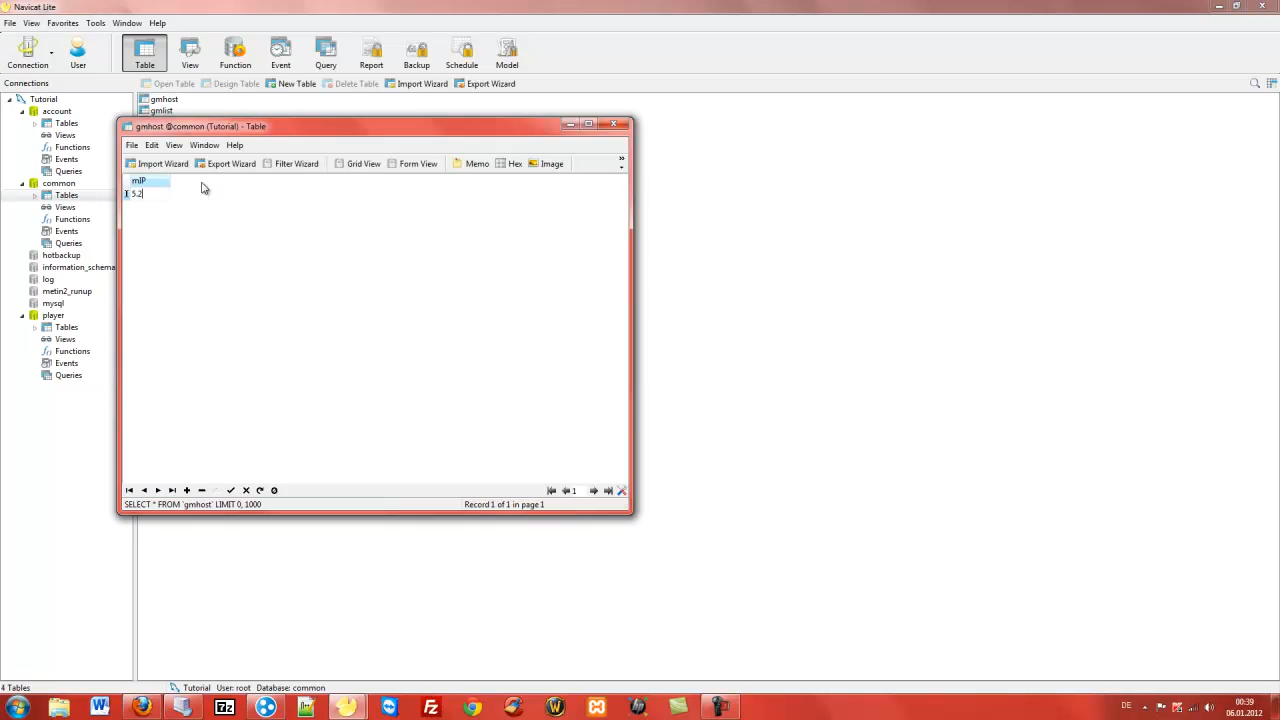 Navicat Lite
File View Favorites Tools Window Help
Connection User Table View Function Event Query Report Backup Schedule Model
Connections Open Table Design Table New Table Delete Table Import Wizard Export Wizard
Tutorial
account
Tables
Views
Functions
Events
Queries
common
Tables
Views
Functions
Events
Queries
hotbackup
information_schema
log
metin2_runup
mysql
player
Tables
Views
Functions
Events
Queries
gmhost
gmlist
gmhost @common (Tutorial) - Table
File Edit View Window Help
Import Wizard Export Wizard Filter Wizard Grid View Form View Memo Hex Image
mIP
5.2
1
SELECT * FROM `gmhost` LIMIT 0, 1000 Record 1 of 1 in page 1
4 Tables Tutorial User: root Database: common
DE 00:39
06.01.2012